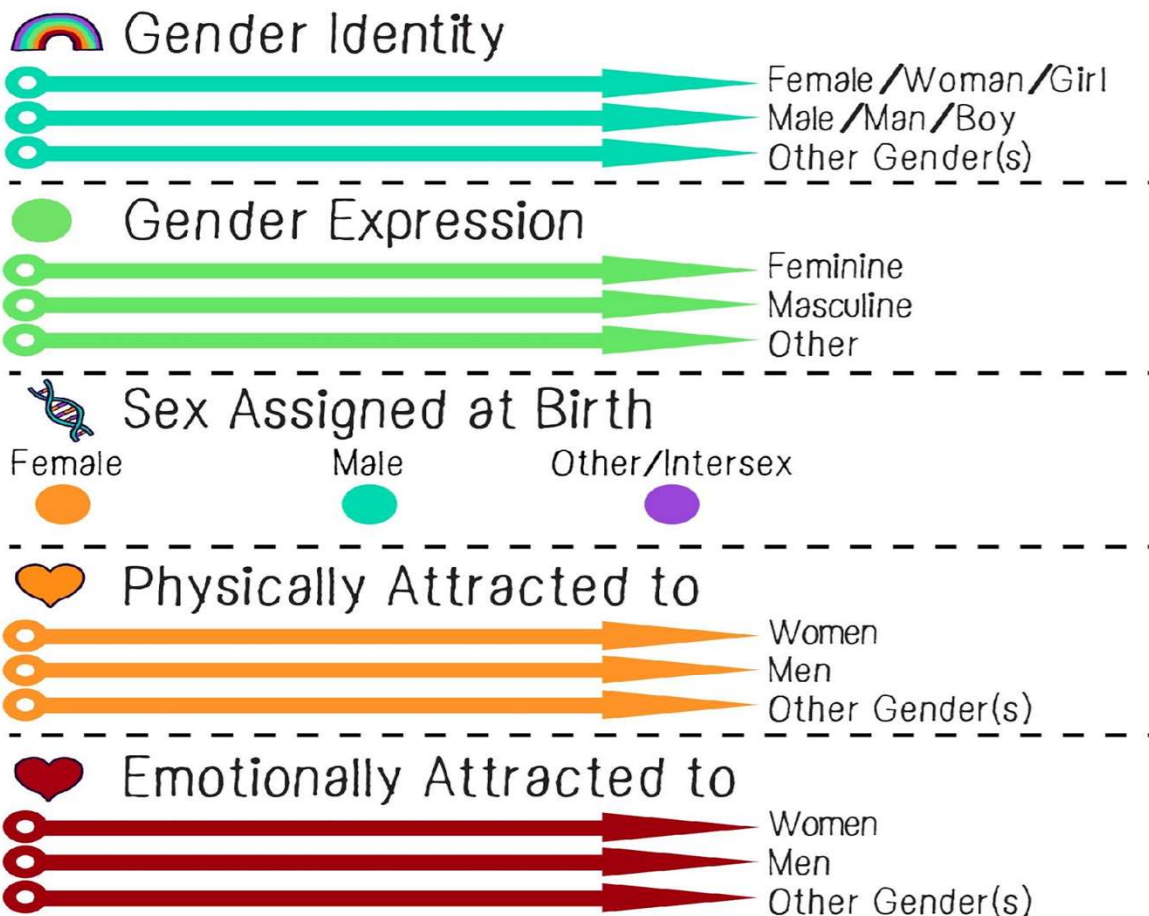 Gender Identity
Female/Woman/Girl
Male/Man/Boy
Other Gender(s)
Gender Expression
Feminine
Masculine
Other
Sex Assigned at Birth
Female Male Other/Intersex
Physically Attracted to
Women
Men
Other Gender(s)
Emotionally Attracted to
Women
Men
Other Gender(s)